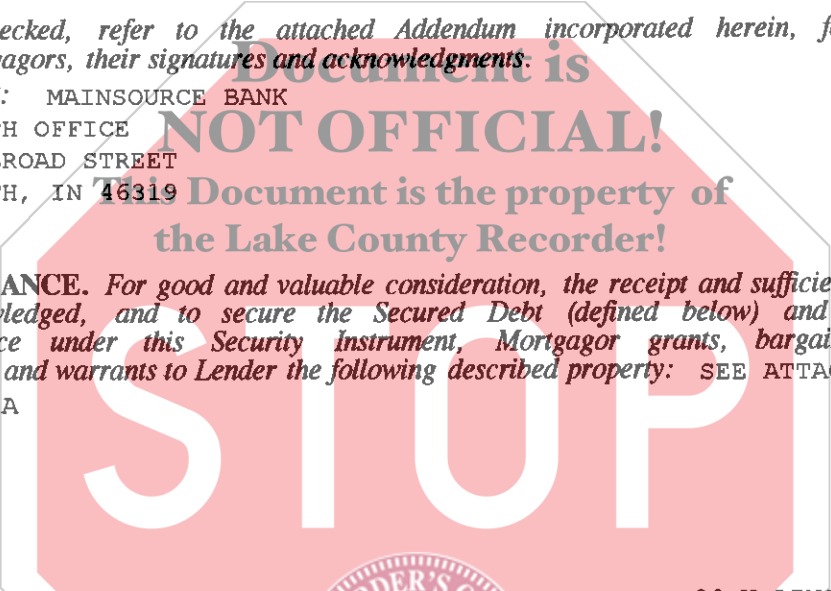 ecked, refer to the attached Addendum incorporated herein, f
agors, their signatures and acknowledgments.
Document is
: MAINSOURCE BANK
NOT OFFICIAL!
H OFFICE
ROAD STREET
H, IN 46319
This Document is the property of
the Lake County Recorder!
ANCE. For good and valuable consideration, the receipt and sufficie
ledged, and to secure the Secured Debt (defined below) and
ce under this Security Instrument, Mortgagor grants, bargai
and warrants to Lender the following described property: SEE ATTA
A
STOP
RDER'S